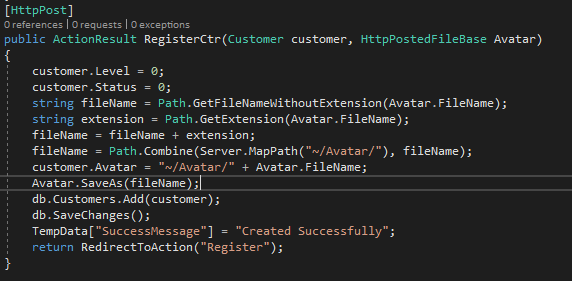 [HttpPost]
0 references | 0 requests | 0 exceptions
public ActionResult RegisterCtr(Customer customer, HttpPostedFileBase Avatar)
{
customer.Level = 0;
customer.Status = 0;
string fileName = Path.GetFileNameWithoutExtension(Avatar.FileName);
string extension = Path.GetExtension(Avatar.FileName);
fileName = fileName + extension;
fileName = Path.Combine(Server.MapPath("~/Avatar/"), fileName);
customer.Avatar = "~/Avatar/" + Avatar.FileName;
Avatar.SaveAs(fileName);
db.Customers.Add(customer);
db.SaveChanges();
TempData["SuccessMessage"] = "Created Successfully";
return RedirectToAction("Register");
}